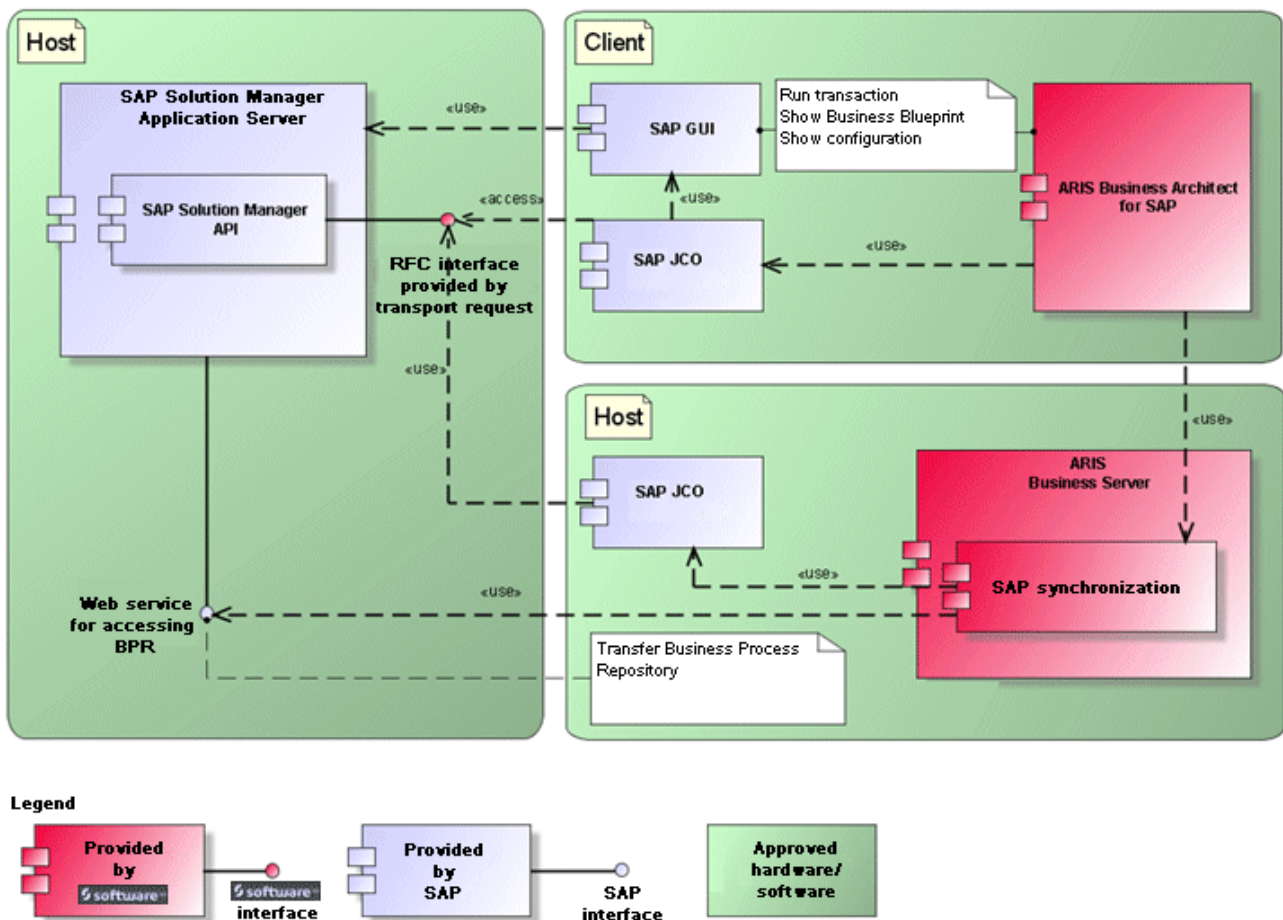 Host
SAP Solution Manager
Application Server
SAP Solution Manager
API
«use»
«access»
RFC interface
provided by
transport request
«use»
Web service
for accessing
BPR
Client
SAP GUI
Run transaction
Show Business Blueprint
Show configuration
ARIS Business Architect
for SAP
«use»
SAP JCO
«use»
«use»
Host
SAP JCO
ARIS
Business Server
SAP synchronization
«use»
«use»
Transfer Business Process
Repository
Legend
Provided
by
software
software
interface
Provided
by
SAP
SAP
interface
Approved
hardware/
software